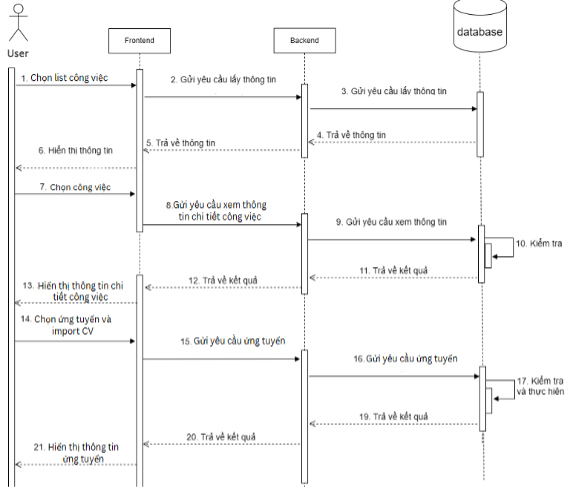 User
Frontend
Backend
database
1. Chọn list công việc
2. Gửi yêu cầu lấy thông tin
3. Gửi yêu cầu lấy thông tin
4. Trả về thông tin
5. Trả về thông tin
6. Hiển thị thông tin
7. Chọn công việc
8.Gửi yêu cầu xem thông
tin chi tiết công việc
9. Gửi yêu cầu xem thông tin
10. Kiểm tra
11. Trả về kết quả
12. Trả về kết quả
13. Hiển thị thông tin chi
tiết công việc
14. Chọn ứng tuyển và
import CV
15. Gửi yêu cầu ứng tuyển
16. Gửi yêu cầu ứng tuyển
17. Kiểm tra
và thực hiên
19. Trả về kết quả
20. Trả về kết quả
21. Hiển thị thông tin
ứng tuyển